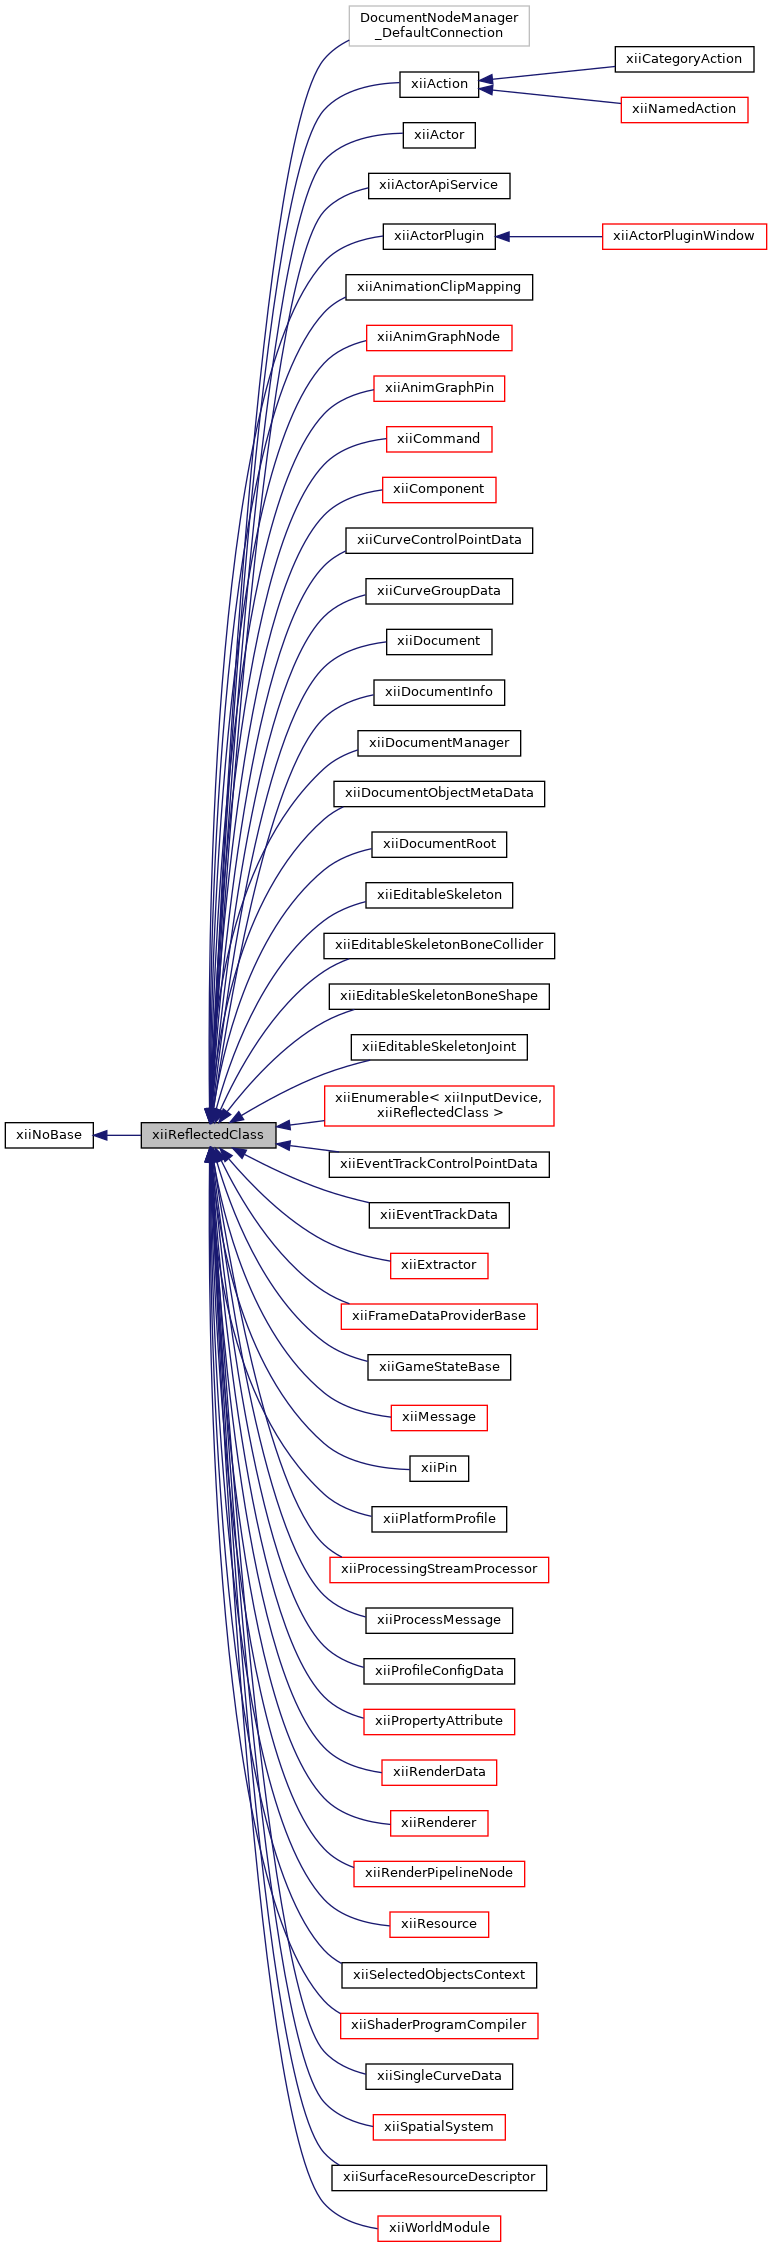 DocumentNodeManager
_DefaultConnection
xiiCategoryAction
xiiAction
xiiNamedAction
xiiActor
xiiActorApiService
xiiActorPlugin
xiiActorPluginWindow
xiiAnimationClipMapping
xiiAnimGraphNode
xiiAnimGraphPin
xiiCommand
xiiComponent
xiiCurveControlPointData
xiiCurveGroupData
xiiDocument
xiiDocumentInfo
xiiDocumentManager
xiiDocumentObjectMetaData
xiiDocumentRoot
xiiEditableSkeleton
xiiEditableSkeletonBoneCollider
xiiEditableSkeletonBoneShape
xiiEditableSkeletonJoint
xiiEnumerable< xiiInputDevice,
xiiReflectedClass >
xiiNoBase
xiiReflectedClass
xiiEventTrackControlPointData
xiiEventTrackData
xiiExtractor
xiiFrameDataProviderBase
xiiGameStateBase
xiiMessage
xiiPin
xiiPlatformProfile
xiiProcessingStreamProcessor
xiiProcessMessage
xiiProfileConfigData
xiiPropertyAttribute
xiiRenderData
xiiRenderer
xiiRenderPipelineNode
xiiResource
xiiSelectedObjectsContext
xiiShaderProgramCompiler
xiiSingleCurveData
xiiSpatialSystem
xiiSurfaceResourceDescriptor
xiiWorldModule